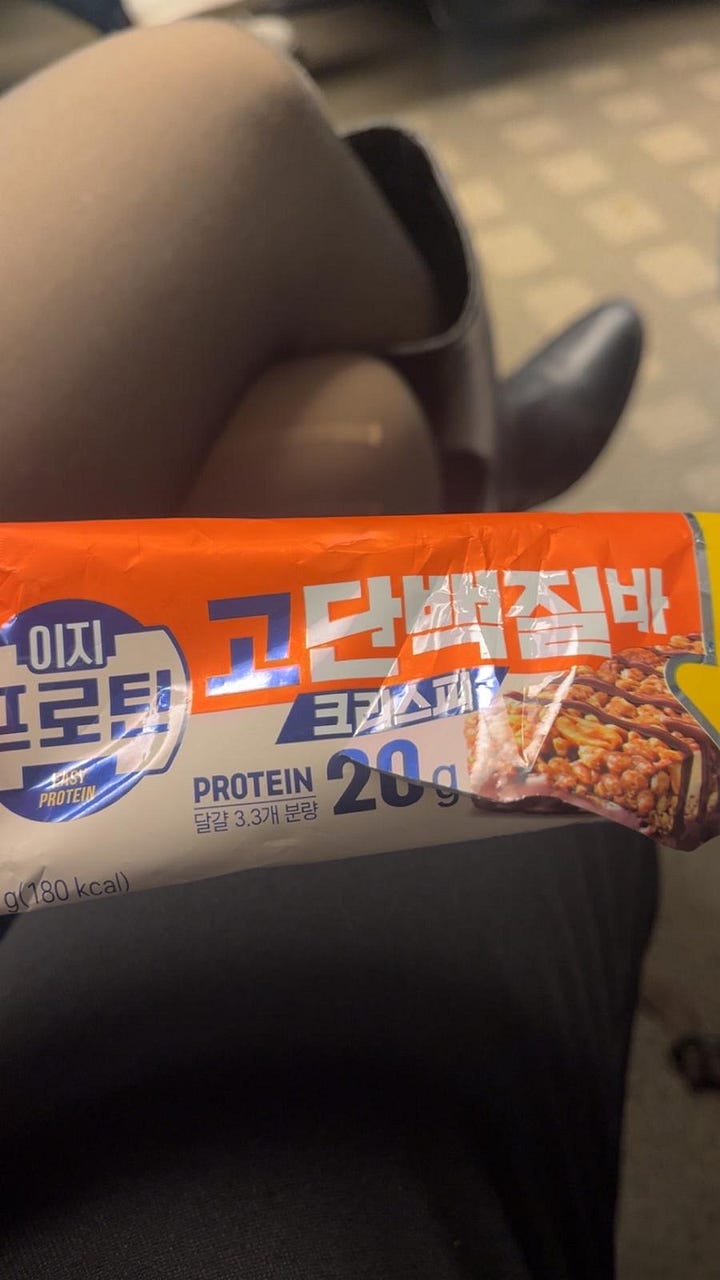 이지
프로틴
EASY
PROTEIN
고단백질바
크리스피
PROTEIN 20g
달걀 3.3개 분량
g(180 kcal)